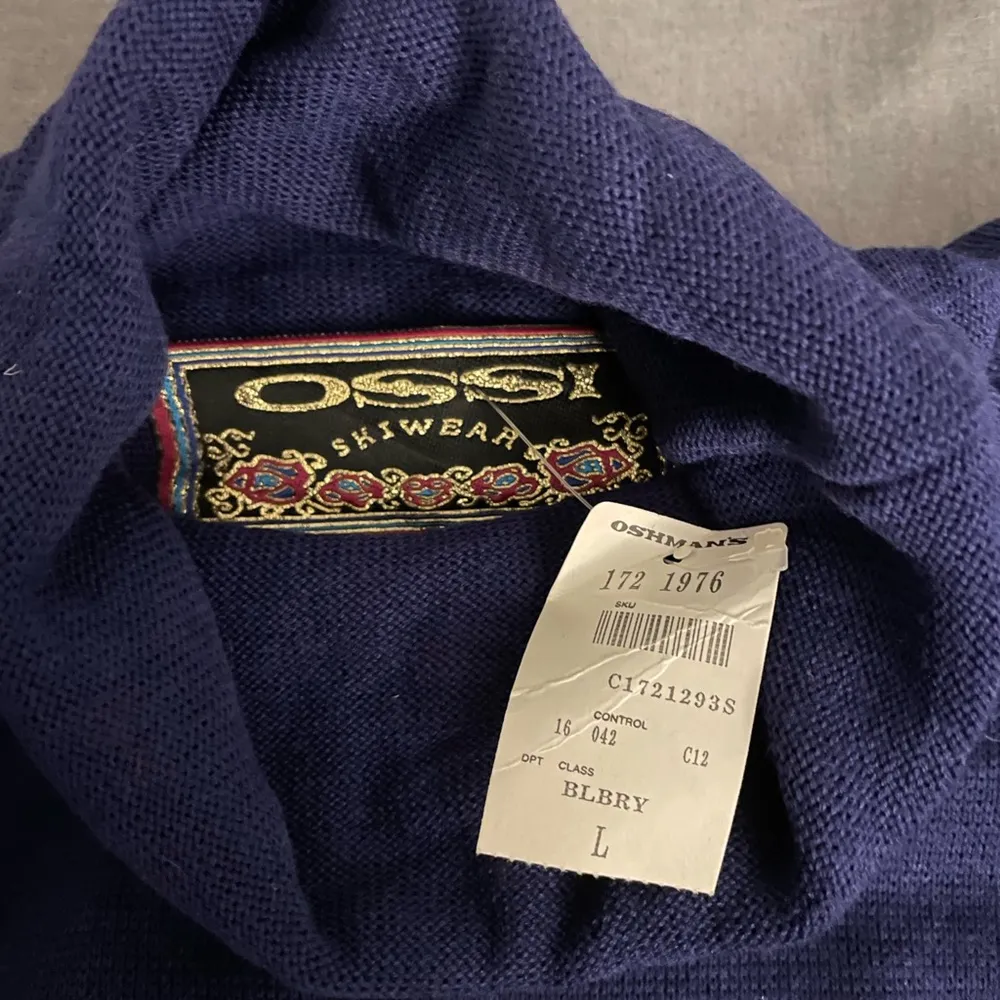 OSSI
SKIWEAR
OSHMAN'S
172 1976
SKU
C1721293S
CONTROL
16 042 C12
DPT CLASS
BLBRY
L